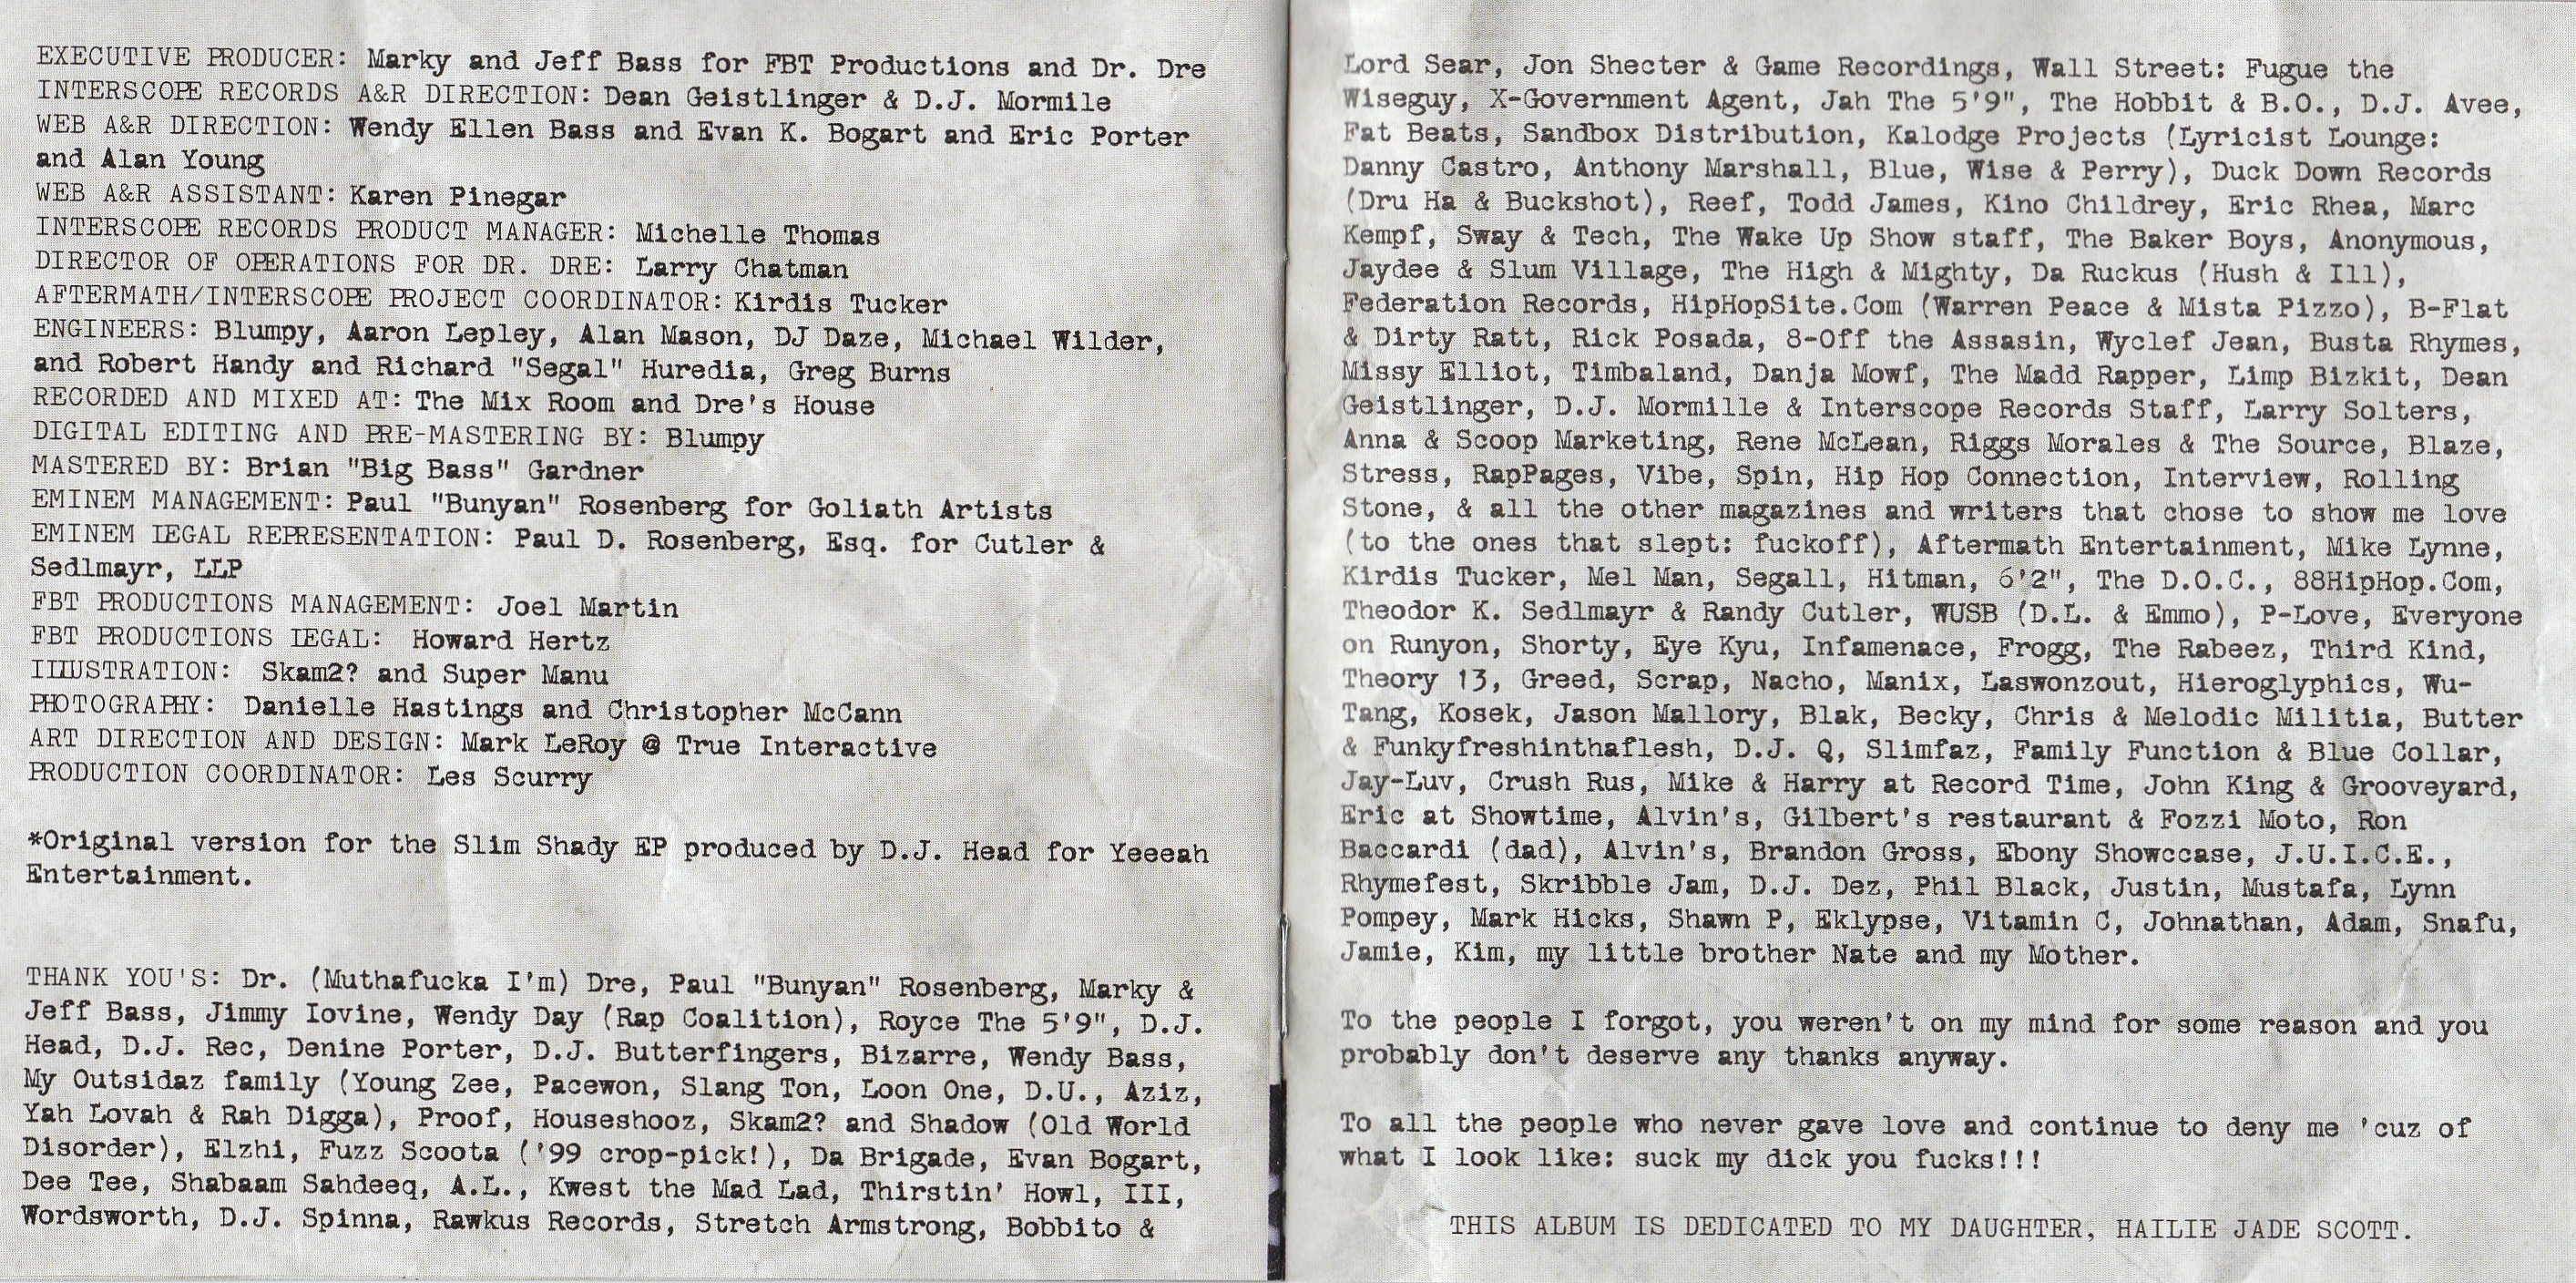 EXECUTIVE PRODUCER: Marky and Jeff Bass for FBT Productions and Dr. Dre
INTERSCOPE RECORDS A&R DIRECTION: Dean Geistlinger & D.J. Mormile
WEB A&R DIRECTION: Wendy Ellen Bass and Evan K. Bogart and Eric Porter
and Alan Young
WEB A&R ASSISTANT: Karen Pinegar
INTERSCOPE RECORDS PRODUCT MANAGER: Michelle Thomas
DIRECTOR OF OPERATIONS FOR DR. DRE: Larry Chatman
AFTERMATH/INTERSCOPE PROJECT COORDINATOR: Kirdis Tucker
ENGINEERS: Blumpy, Aaron Lepley, Alan Mason, DJ Daze, Michael Wilder,
and Robert Handy and Richard "Segal" Huredia, Greg Burns
RECORDED AND MIXED AT: The Mix Room and Dre's House
DIGITAL EDITING AND PRE-MASTERING BY: Blumpy
MASTERED BY: Brian "Big Bass" Gardner
EMINEM MANAGEMENT: Paul "Bunyan" Rosenberg for Goliath Artists
EMINEM LEGAL REPRESENTATION: Paul D. Rosenberg, Esq. for Cutler &
Sedlmayr, LLP
FBT PRODUCTIONS MANAGEMENT: Joel Martin
FBT PRODUCTIONS LEGAL: Howard Hertz
ILLUSTRATION: Skam2? and Super Manu
PHOTOGRAPHY: Danielle Hastings and Christopher McCann
ART DIRECTION AND DESIGN: Mark LeRoy @ True Interactive
PRODUCTION COORDINATOR: Les Scurry
*Original version for the Slim Shady EP produced by D.J. Head for Yeeeah
Entertainment.
THANK YOU'S: Dr. (Muthafucka I'm) Dre, Paul "Bunyan" Rosenberg, Marky &
Jeff Bass, Jimmy Iovine, Wendy Day (Rap Coalition), Royce The 5'9", D.J.
Head, D.J. Rec, Denine Porter, D.J. Butterfingers, Bizarre, Wendy Bass,
My Outsidaz family (Young Zee, Pacewon, Slang Ton, Loon One, D.U., Aziz,
Yah Lovah & Rah Digga), Proof, Houseshooz, Skam2? and Shadow (Old World
Disorder), Elzhi, Fuzz Scoota ('99 crop-pick!), Da Brigade, Evan Bogart,
Dee Tee, Shabaam Sahdeeq, A.L., Kwest the Mad Lad, Thirstin' Howl, III,
Wordsworth, D.J. Spinna, Rawkus Records, Stretch Armstrong, Bobbito &
Lord Sear, Jon Shecter & Game Recordings, Wall Street: Fugue the
Wiseguy, X-Government Agent, Jah The 5'9", The Hobbit & B.O., D.J. Avee,
Fat Beats, Sandbox Distribution, Kalodge Projects (Lyricist Lounge:
Danny Castro, Anthony Marshall, Blue, Wise & Perry), Duck Down Records
(Dru Ha & Buckshot), Reef, Todd James, Kino Childrey, Eric Rhea, Marc
Kempf, Sway & Tech, The Wake Up Show staff, The Baker Boys, Anonymous,
Jaydee & Slum Village, The High & Mighty, Da Ruckus (Hush & Ill),
Federation Records, HipHopSite.Com (Warren Peace & Mista Pizzo), B-Flat
& Dirty Ratt, Rick Posada, 8-Off the Assasin, Wyclef Jean, Busta Rhymes,
Missy Elliot, Timbaland, Danja Mowf, The Madd Rapper, Limp Bizkit, Dean
Geistlinger, D.J. Mormille & Interscope Records Staff, Larry Solters,
Anna & Scoop Marketing, Rene McLean, Riggs Morales & The Source, Blaze,
Stress, RapPages, Vibe, Spin, Hip Hop Connection, Interview, Rolling
Stone, & all the other magazines and writers that chose to show me love
(to the ones that slept: fuckoff), Aftermath Entertainment, Mike Lynne,
Kirdis Tucker, Mel Man, Segall, Hitman, 6'2", The D.O.C., 88HipHop.Com,
Theodor K. Sedlmayr & Randy Cutler, WUSB (D.L. & Emmo), P-Love, Everyone
on Runyon, Shorty, Eye Kyu, Infamenace, Frogg, The Rabeez, Third Kind,
Theory 13, Greed, Scrap, Nacho, Manix, Laswonzout, Hieroglyphics, Wu-
Tang, Kosek, Jason Mallory, Blak, Becky, Chris & Melodic Militia, Butter
& Funkyfreshinthaflesh, D.J. Q, Slimfaz, Family Function & Blue Collar,
Jay-Luv, Crush Rus, Mike & Harry at Record Time, John King & Grooveyard,
Eric at Showtime, Alvin's, Gilbert's restaurant & Fozzi Moto, Ron
Baccardi (dad), Alvin's, Brandon Gross, Ebony Showccase, J.U.I.C.E.,
Rhymefest, Skribble Jam, D.J. Dez, Phil Black, Justin, Mustafa, Lynn
Pompey, Mark Hicks, Shawn P, Eklypse, Vitamin C, Johnathan, Adam, Snafu,
Jamie, Kim, my little brother Nate and my Mother.
To the people I forgot, you weren't on my mind for some reason and you
probably don't deserve any thanks anyway.
To all the people who never gave love and continue to deny me 'cuz of
what I look like: suck my dick you fucks!!!
THIS ALBUM IS DEDICATED TO MY DAUGHTER, HAILIE JADE SCOTT.